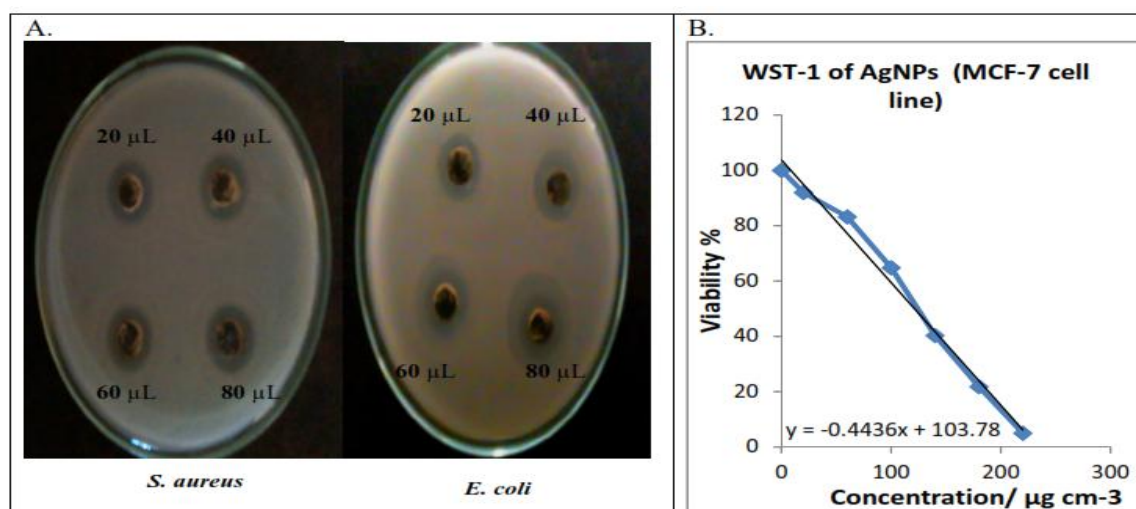 A.
20 µL 40 µL
60 µL 80 µL
S. aureus
20 µL 40 µL
60 µL 80 µL
E. coli
B.
WST-1 of AgNPs (MCF-7 cell
line)
Viability %
120
100
80
60
40
20
0
y = -0.4436x + 103.78
0 100 200 300
Concentration/ µg cm-3